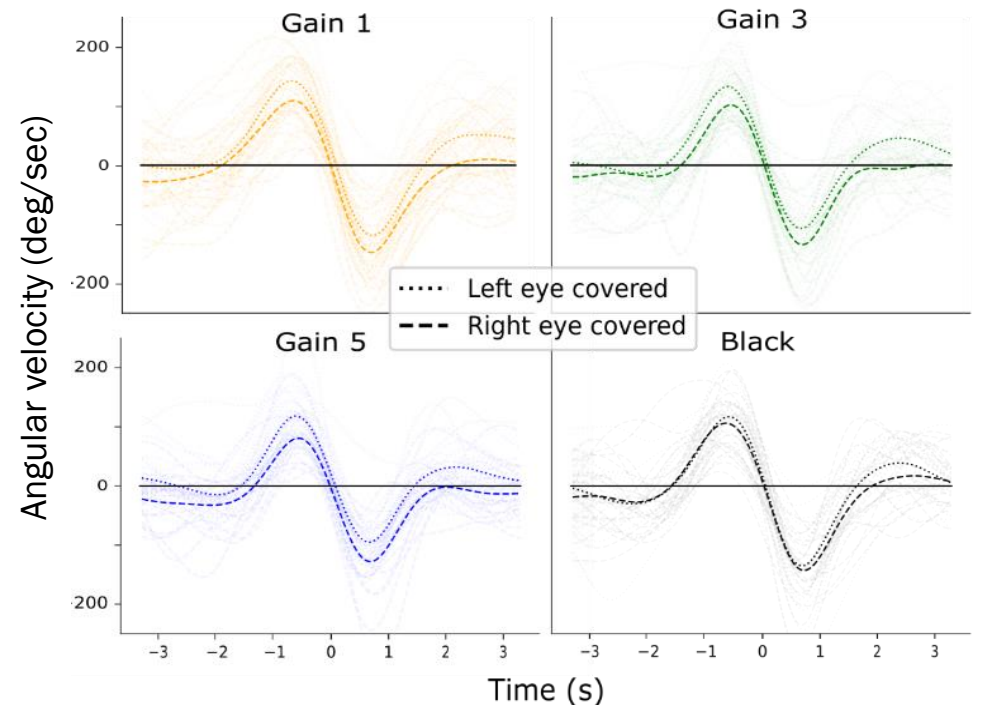 Gain 1
Gain 3
200
0
·200
Angular velocity (deg/sec)
Left eye covered
Right eye covered
Gain 5
Black
200
0
·200
−3 −2 −1 0 1 2 3
−3 −2 −1 0 1 2 3
Time (s)